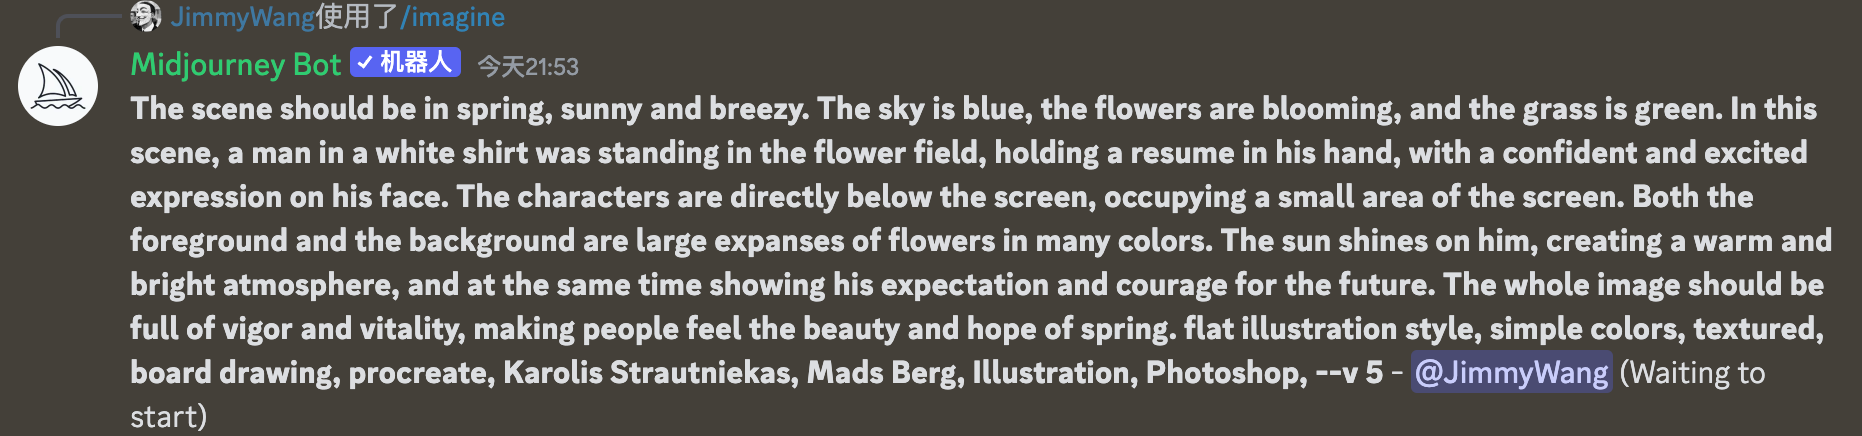 JimmyWang使用了/imagine
Midjourney Bot ✓ 机器人 今天21:53
The scene should be in spring, sunny and breezy. The sky is blue, the flowers are blooming, and the grass is green. In this
scene, a man in a white shirt was standing in the flower field, holding a resume in his hand, with a confident and excited
expression on his face. The characters are directly below the screen, occupying a small area of the screen. Both the
foreground and the background are large expanses of flowers in many colors. The sun shines on him, creating a warm and
bright atmosphere, and at the same time showing his expectation and courage for the future. The whole image should be
full of vigor and vitality, making people feel the beauty and hope of spring. flat illustration style, simple colors, textured,
board drawing, procreate, Karolis Strautniekas, Mads Berg, Illustration, Photoshop, --v 5 - @JimmyWang (Waiting to
start)